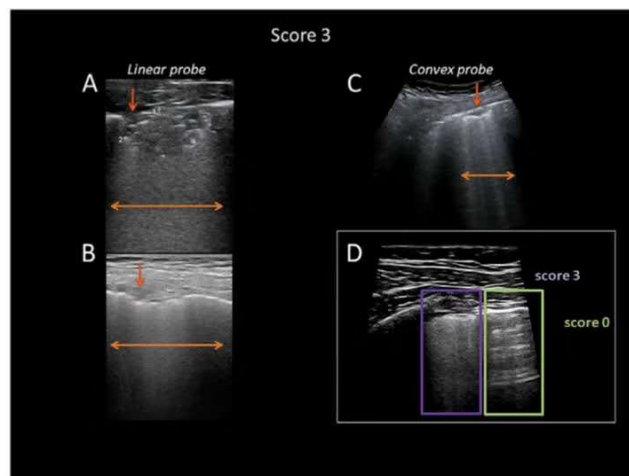 Score 3
Linear probe
Convex probe
A
C
B
D
score 3
score 0